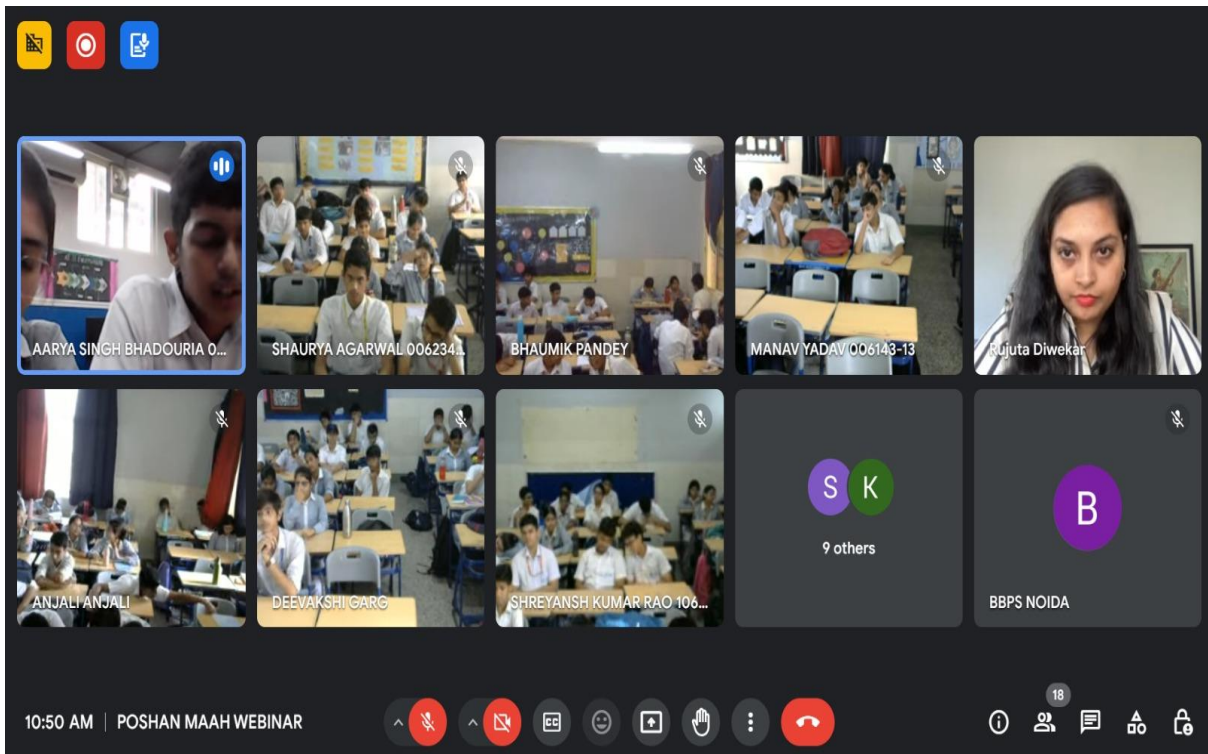 AARYA SINGH BHADOURIA 0...
SHAURYA AGARWAL 006234...
BHAUMIK PANDEY
MANAV YADAV 006143-13
Rujuta Diwekar
ANJALI ANJALI
DEEVAKSHI GARG
SHREYANSH KUMAR RAO 106...
S K
9 others
B
BBPS NOIDA
10:50 AM | POSHAN MAAH WEBINAR
CC
18